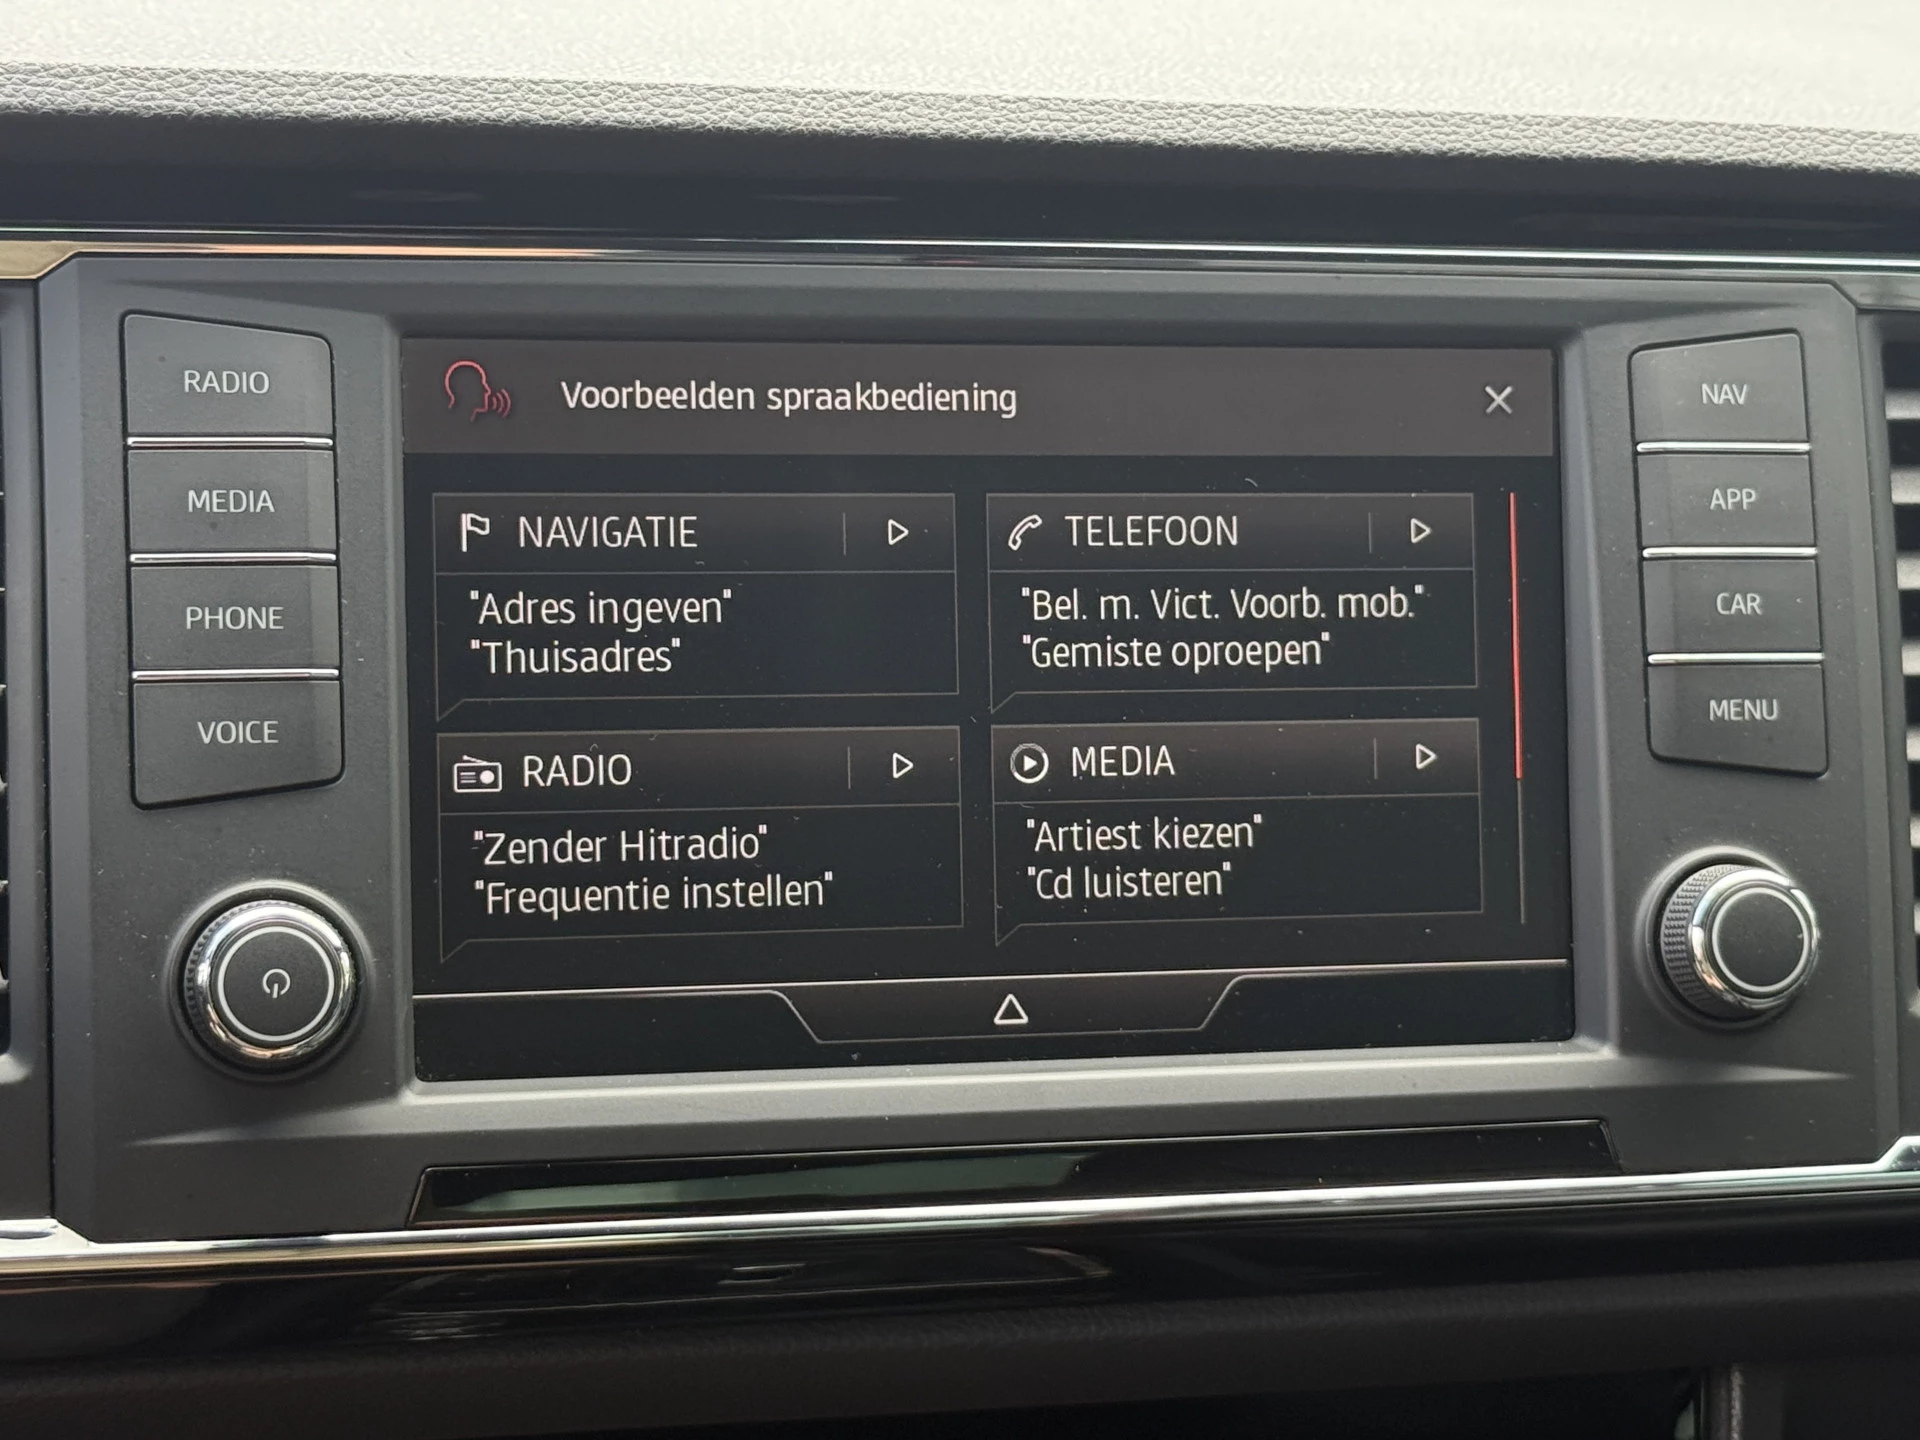 RADIO
MEDIA
PHONE
VOICE
Voorbeelden spraakbediening
NAVIGATIE
"Adres ingeven"
"Thuisadres"
TELEFOON
"Bel. m. Vict. Voorb. mob."
"Gemiste oproepen"
RADIO
"Zender Hitradio"
"Frequentie instellen"
MEDIA
"Artiest kiezen"
"Cd luisteren"
NAV
APP
CAR
MENU